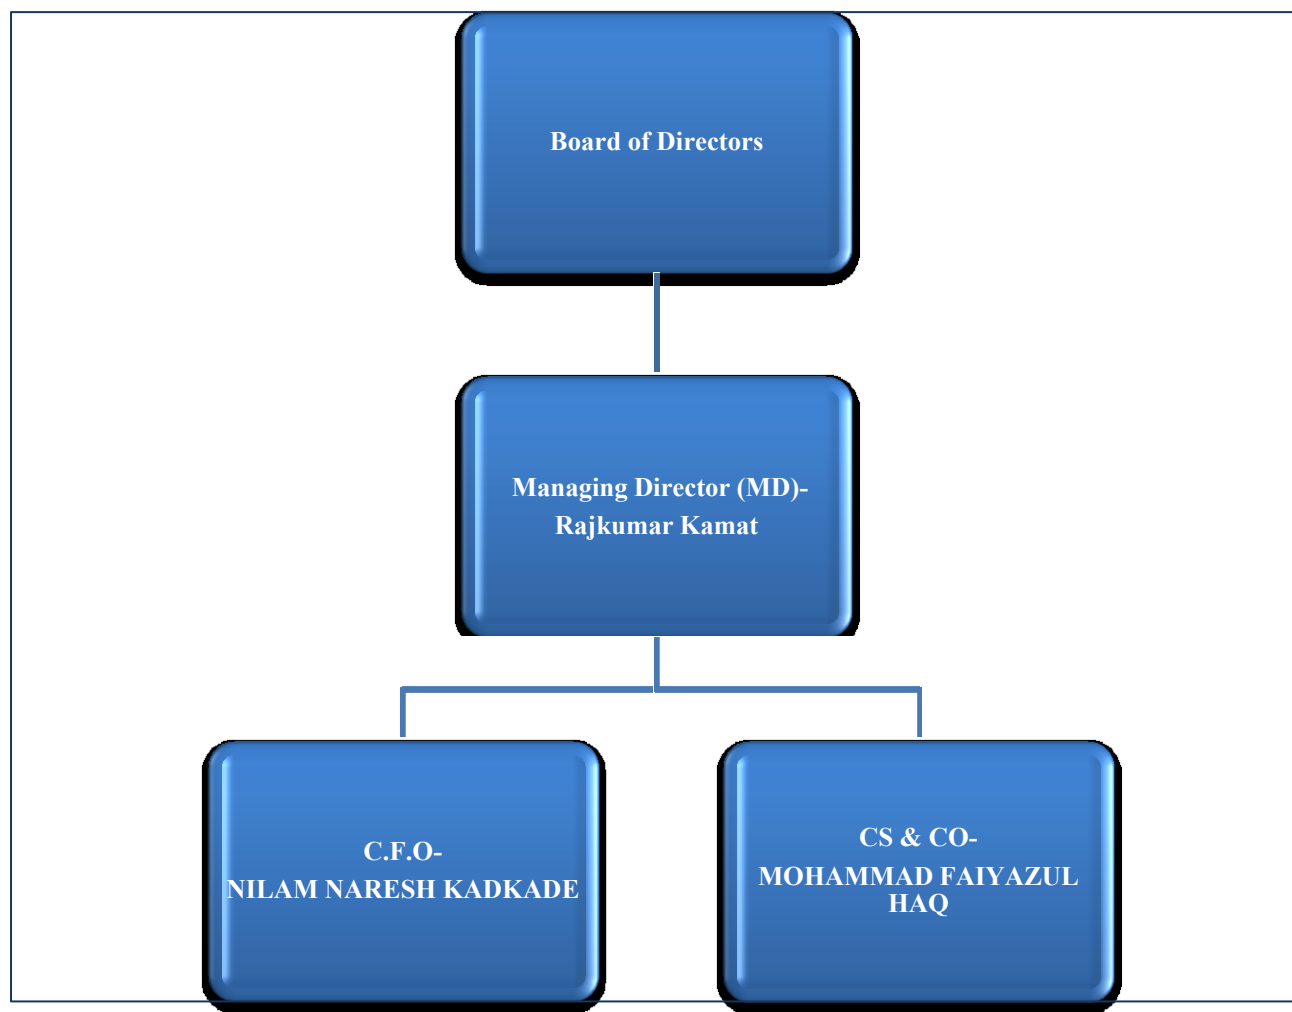 Board of Directors
Managing Director (MD)-
Rajkumar Kamat
C.F.O-
NILAM NARESH KADKADE
CS & CO-
MOHAMMAD FAIYAZUL
HAQ